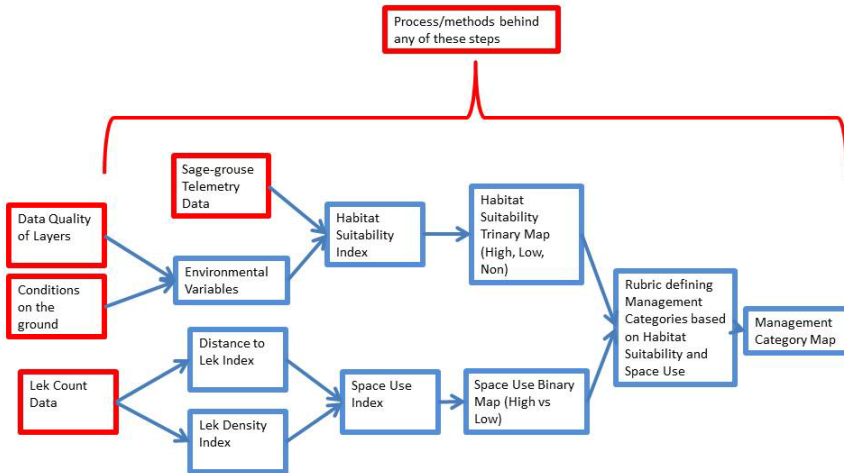 Process/methods behind
any of these steps
Sage-grouse
Telemetry
Data
Data Quality
of Layers
Habitat
Suitability
Index
Habitat
Suitability
Trinary Map
(High, Low,
Non)
Environmental
Variables
Conditions
on the
ground
Rubric defining
Management
Categories based
on Habitat
Suitability and
Space Use
Management
Category Map
Distance to
Lek Index
Lek Count
Data
Space Use
Index
Space Use Binary
Map (High vs
Low)
Lek Density
Index